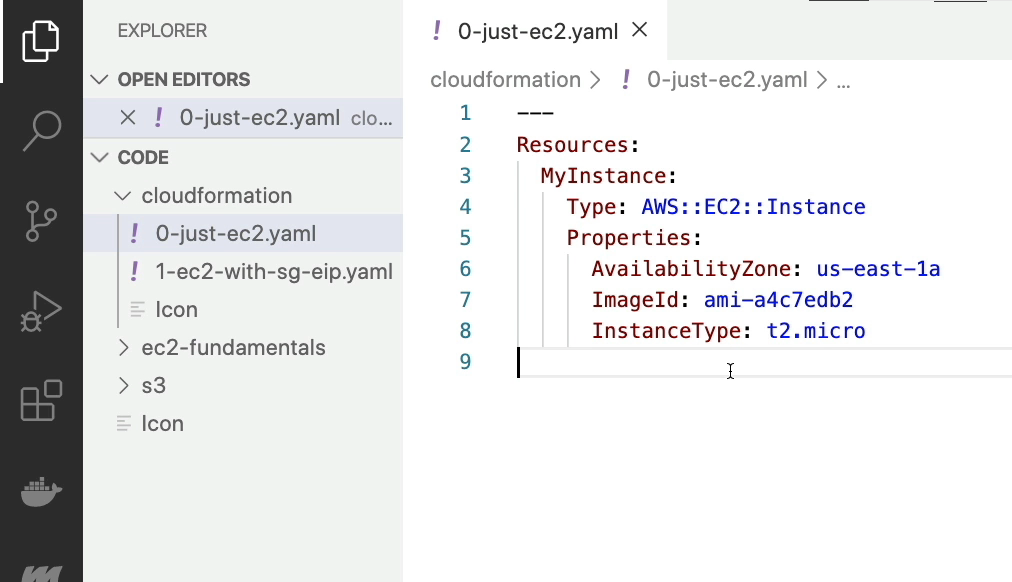 EXPLORER
OPEN EDITORS
0-just-ec2.yaml clo...
CODE
cloudformation
0-just-ec2.yaml
1-ec2-with-sg-eip.yaml
Icon
ec2-fundamentals
s3
Icon
0-just-ec2.yaml
cloudformation > ! 0-just-ec2.yaml > ...
1 ---
2 Resources:
3 MyInstance:
4 Type: AWS::EC2::Instance
5 Properties:
6 AvailabilityZone: us-east-1a
7 ImageId: ami-a4c7edb2
8 InstanceType: t2.micro
9